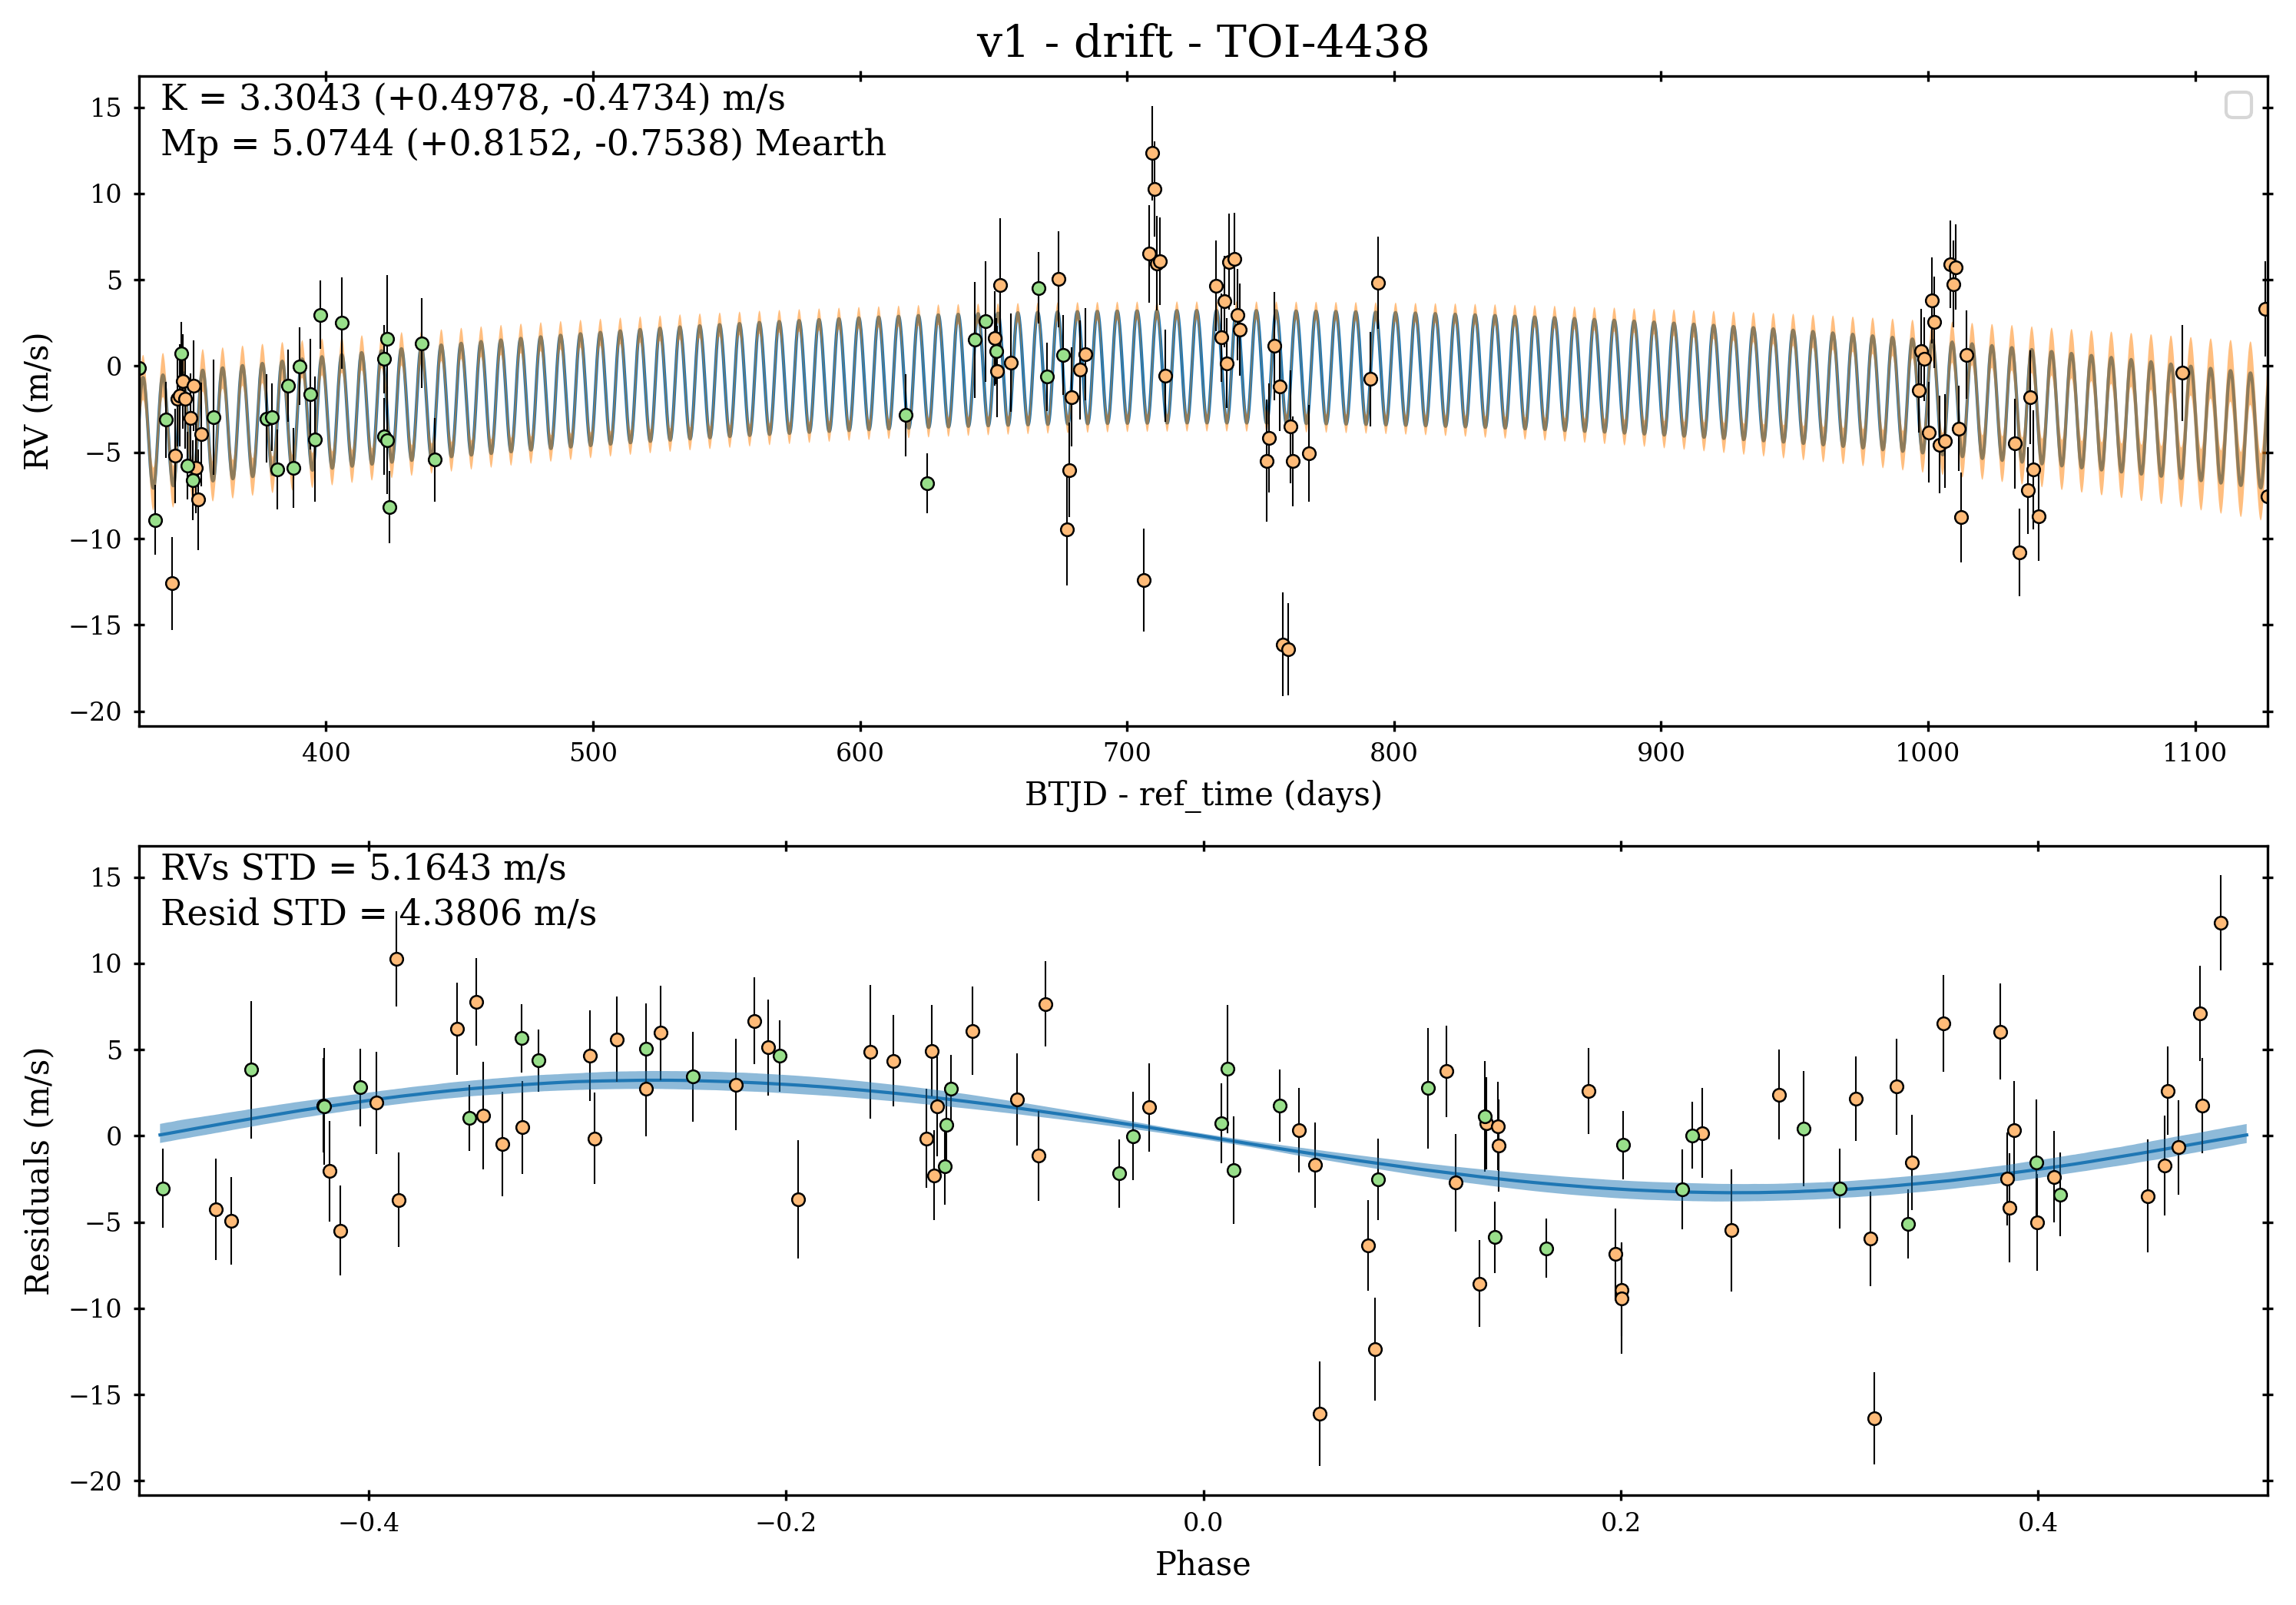 v1 - drift - TOI-4438
K = 3.3043 (+0.4978, -0.4734) m/s
Mp = 5.0744 (+0.8152, -0.7538) Mearth
RV (m/s)
15
10
5
0
−5
−10
−15
−20
400 500 600 700 800 900 1000 1100
BTJD - ref_time (days)
RVs STD = 5.1643 m/s
Resid STD = 4.3806 m/s
Residuals (m/s)
15
10
5
0
−5
−10
−15
−20
−0.4 −0.2 0.0 0.2 0.4
Phase